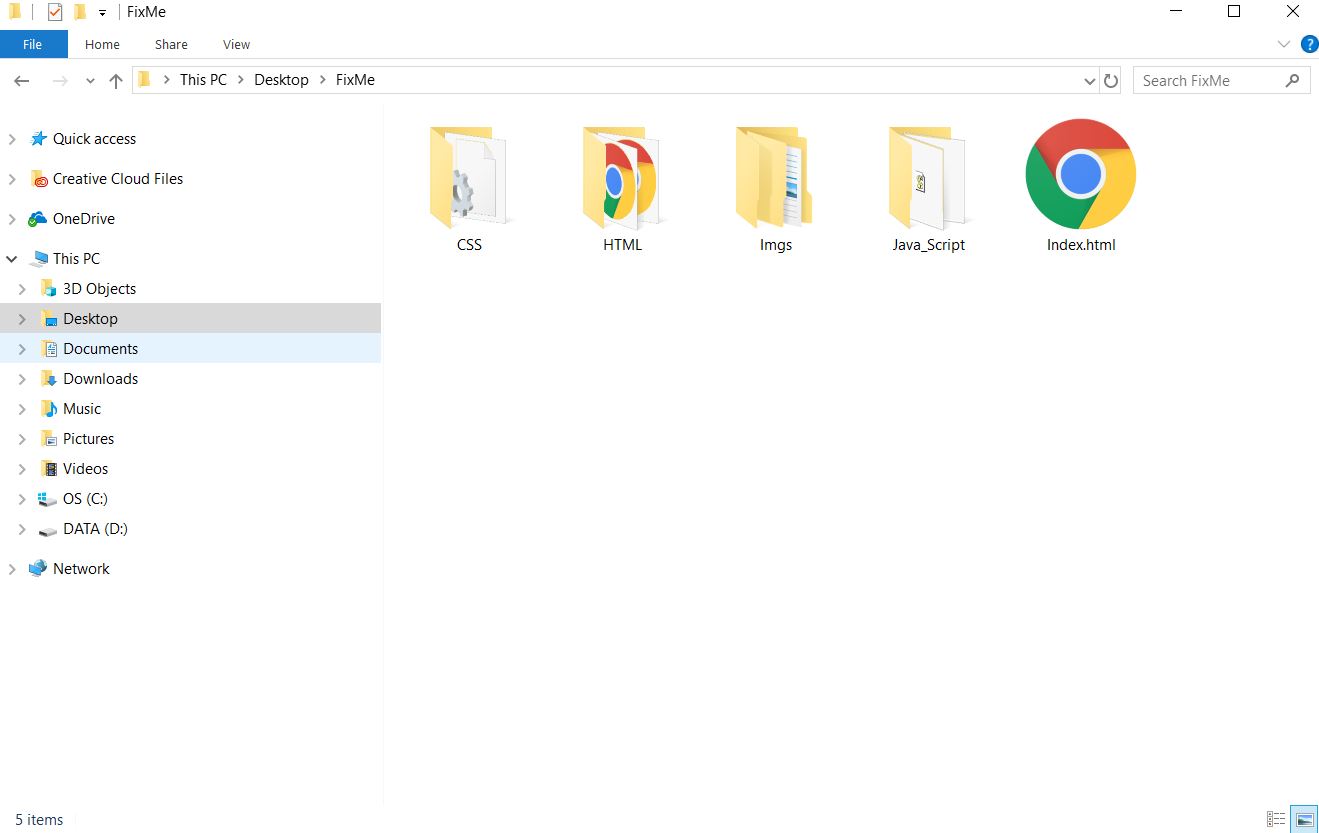 FixMe
File Home Share View
This PC Desktop FixMe
Search FixMe
Quick access
Creative Cloud Files
OneDrive
This PC
3D Objects
Desktop
Documents
Downloads
Music
Pictures
Videos
OS (C:)
DATA (D:)
Network
CSS HTML Imgs Java_Script Index.html
5 items